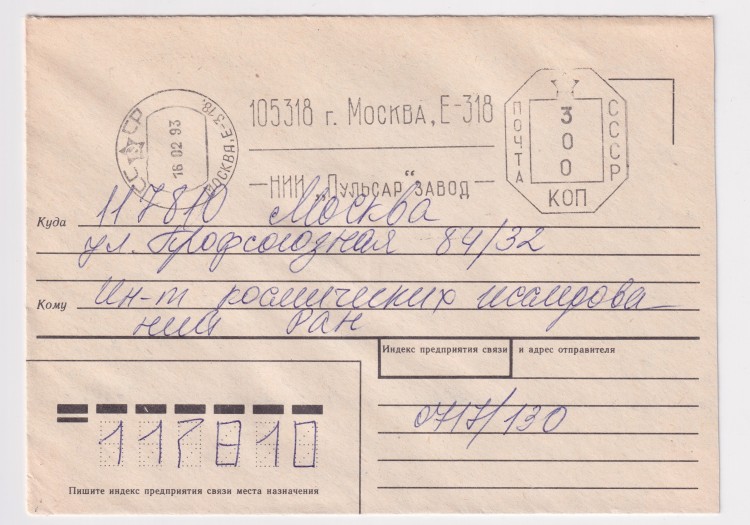 СССР
МОСКВА, Е-318
16 02 93
105318 г. Москва, Е-318
НИИ „Пульсар“ завод
ПОЧТА
СССР
300
КОП
Куда 117810 Москва
ул. Профсоюзная 84/32
Кому Ин-т космических исследова
ний РАН
Индекс предприятия связи и адрес отправителя
0717/130
117810
Пишите индекс предприятия связи места назначения